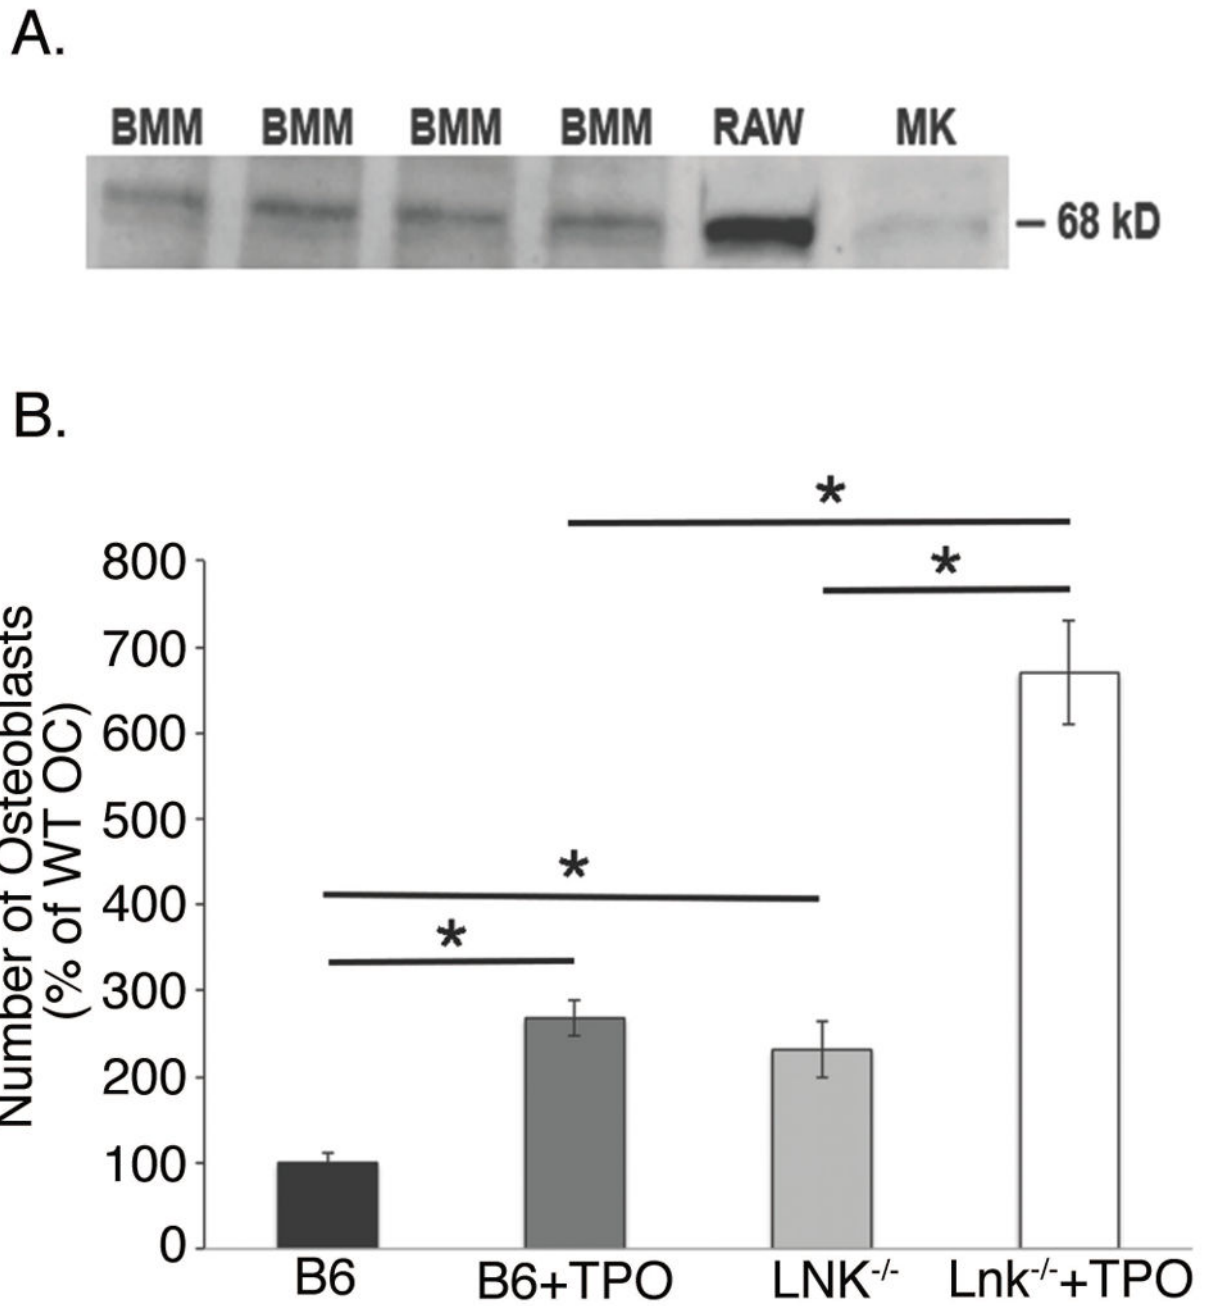 A.
BMM BMM BMM BMM RAW MK
– 68 kD
B.
*
*
800
700
600
500
400
300
200
100
0
*
*
Number of Osteoblasts
(% of WT OC)
B6 B6+TPO LNK-/- Lnk-/-+TPO